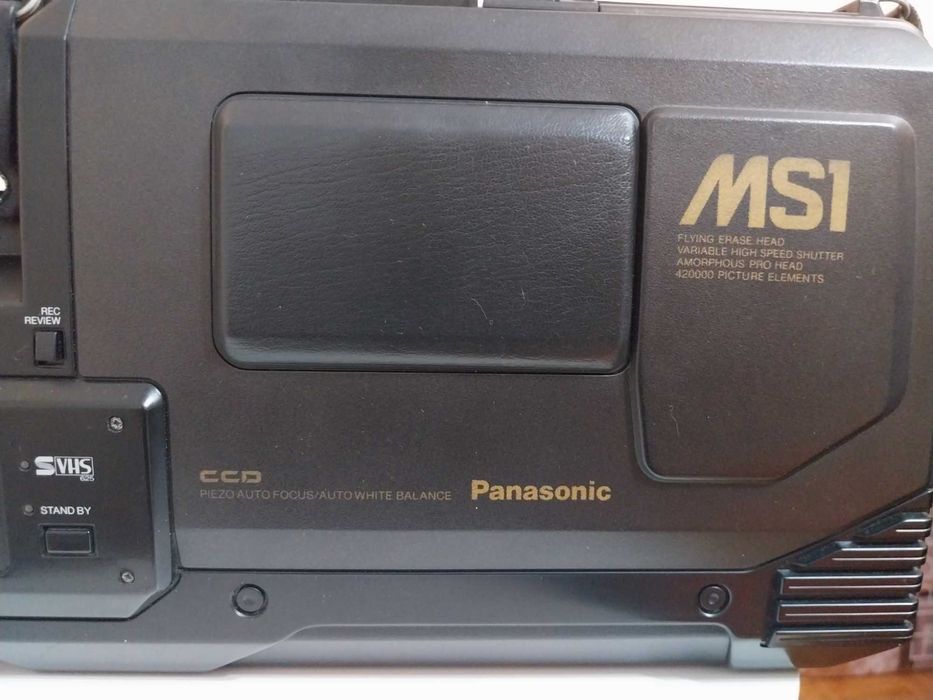 MS1
FLYING ERASE HEAD
VARIABLE HIGH SPEED SHUTTER
AMORPHOUS PRO HEAD
420000 PICTURE ELEMENTS
REC
REVIEW
S VHS
625
STAND BY
CCD
PIEZO AUTO FOCUS/AUTO WHITE BALANCE
Panasonic